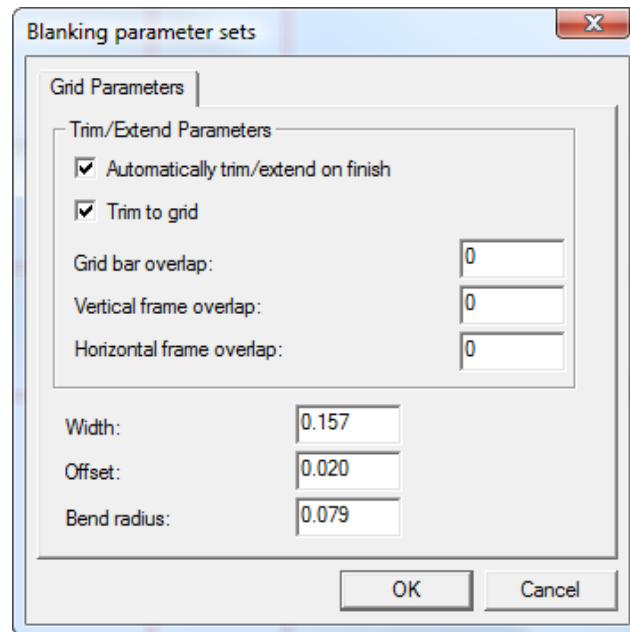 Blanking parameter sets
Grid Parameters
Trim/Extend Parameters
Automatically trim/extend on finish
Trim to grid
Grid bar overlap: 0
Vertical frame overlap: 0
Horizontal frame overlap: 0
Width: 0.157
Offset: 0.020
Bend radius: 0.079
OK Cancel